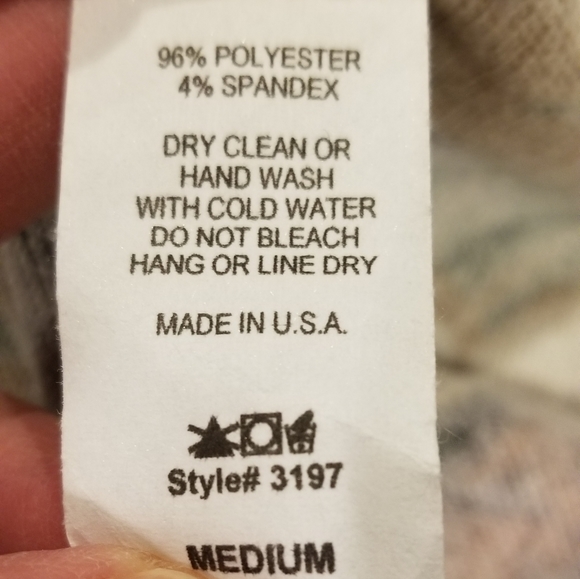 96% POLYESTER
4% SPANDEX
DRY CLEAN OR
HAND WASH
WITH COLD WATER
DO NOT BLEACH
HANG OR LINE DRY
MADE IN U.S.A.
Style# 3197
MEDIUM